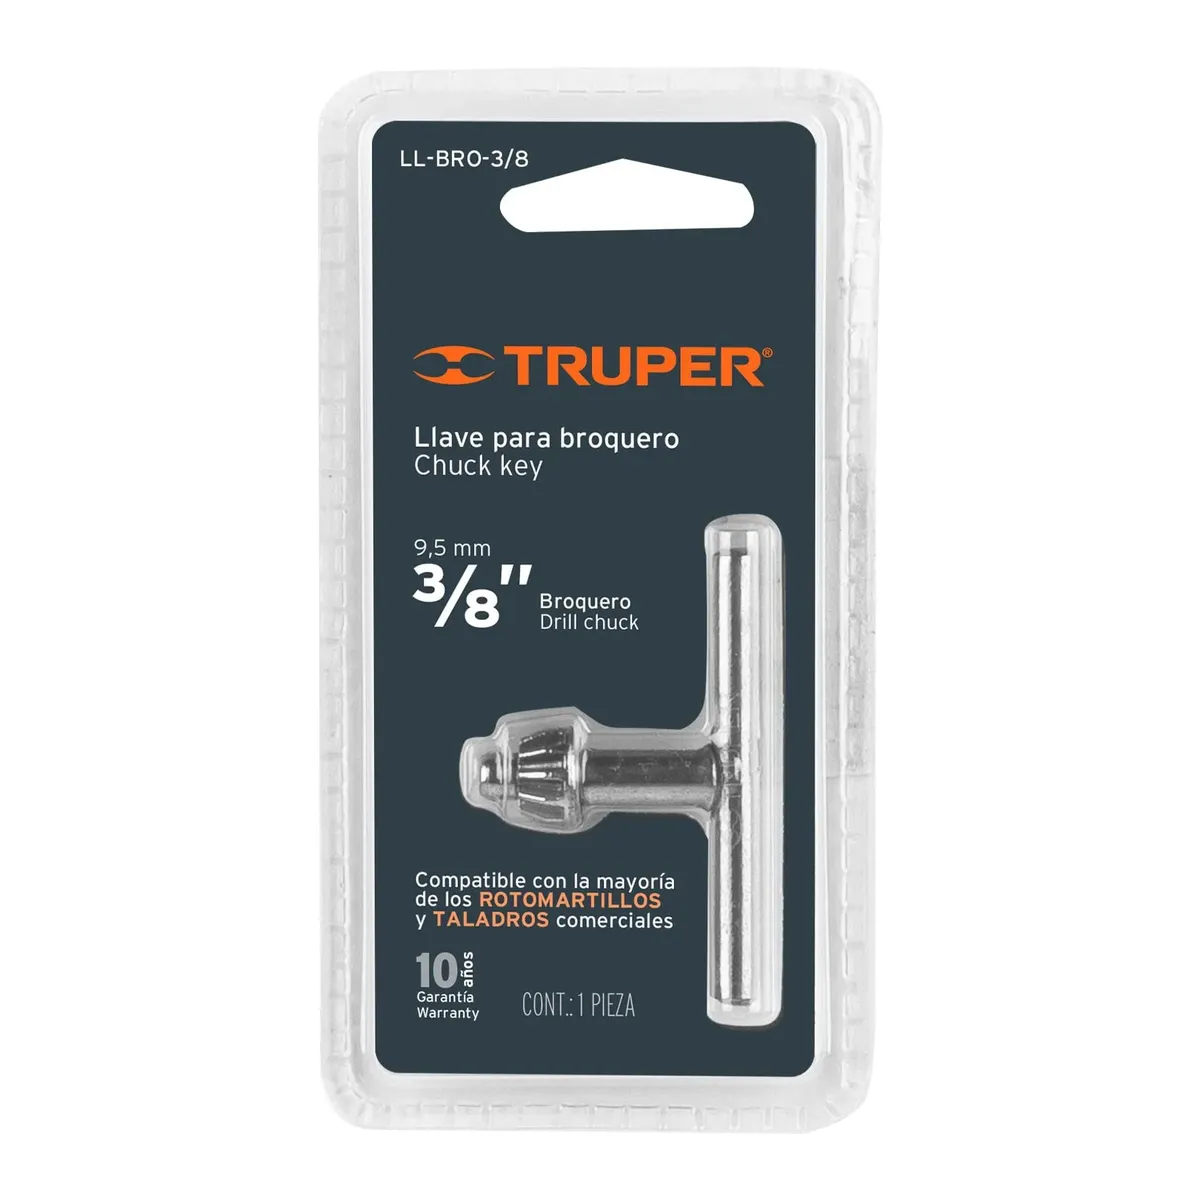 LL-BRO-3/8
TRUPER®
Llave para broquero
Chuck key
9,5 mm
3/8"
Broquero
Drill chuck
Compatible con la mayoría
de los ROTOMARTILLOS
y TALADROS comerciales
10 años
Garantía
Warranty
CONT.: 1 PIEZA